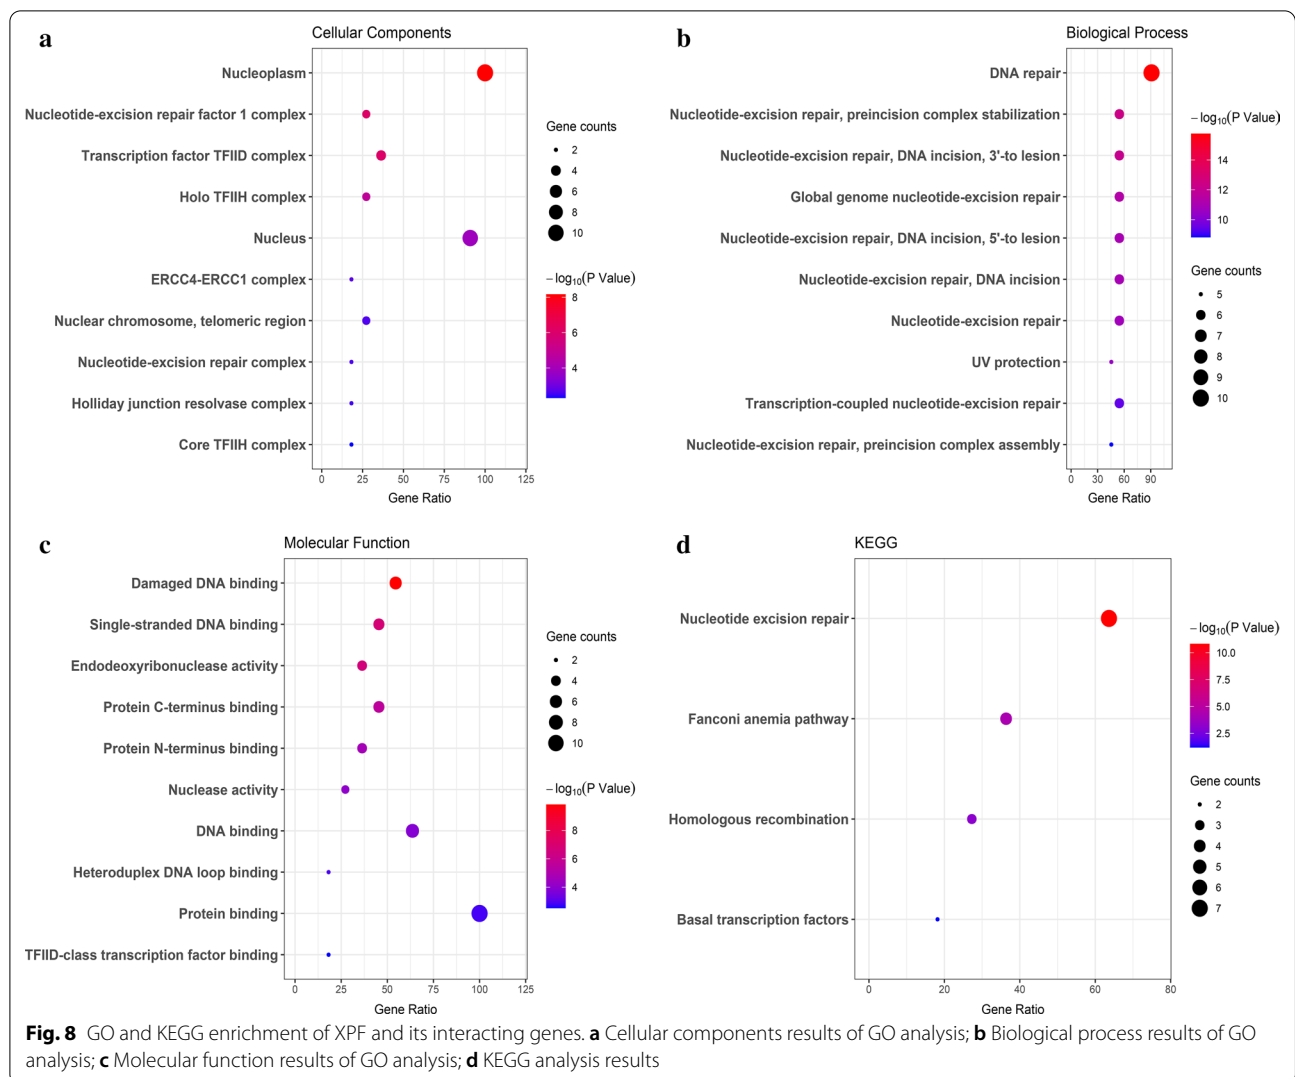 a
Cellular Components
Nucleoplasm
Nucleotide-excision repair factor 1 complex
Transcription factor TFIID complex
Holo TFIIH complex
Nucleus
ERCC4-ERCC1 complex
Nuclear chromosome, telomeric region
Nucleotide-excision repair complex
Holliday junction resolvase complex
Core TFIIH complex
0 25 50 75 100 125
Gene Ratio
Gene counts
2
4
6
8
10
−log10(P Value)
8
6
4
b
Biological Process
DNA repair
Nucleotide-excision repair, preincision complex stabilization
Nucleotide-excision repair, DNA incision, 3'-to lesion
Global genome nucleotide-excision repair
Nucleotide-excision repair, DNA incision, 5'-to lesion
Nucleotide-excision repair, DNA incision
Nucleotide-excision repair
UV protection
Transcription-coupled nucleotide-excision repair
Nucleotide-excision repair, preincision complex assembly
0 30 60 90
Gene Ratio
−log10(P Value)
14
12
10
Gene counts
5
6
7
8
9
10
c
Molecular Function
Damaged DNA binding
Single-stranded DNA binding
Endodeoxyribonuclease activity
Protein C-terminus binding
Protein N-terminus binding
Nuclease activity
DNA binding
Heteroduplex DNA loop binding
Protein binding
TFIID-class transcription factor binding
0 25 50 75 100 125
Gene Ratio
Gene counts
2
4
6
8
10
−log10(P Value)
8
6
4
d
KEGG
Nucleotide excision repair
Fanconi anemia pathway
Homologous recombination
Basal transcription factors
0 20 40 60 80
Gene Ratio
−log10(P Value)
10.0
7.5
5.0
2.5
Gene counts
2
3
4
5
6
7
Fig. 8 GO and KEGG enrichment of XPF and its interacting genes. a Cellular components results of GO analysis; b Biological process results of GO
analysis; c Molecular function results of GO analysis; d KEGG analysis results